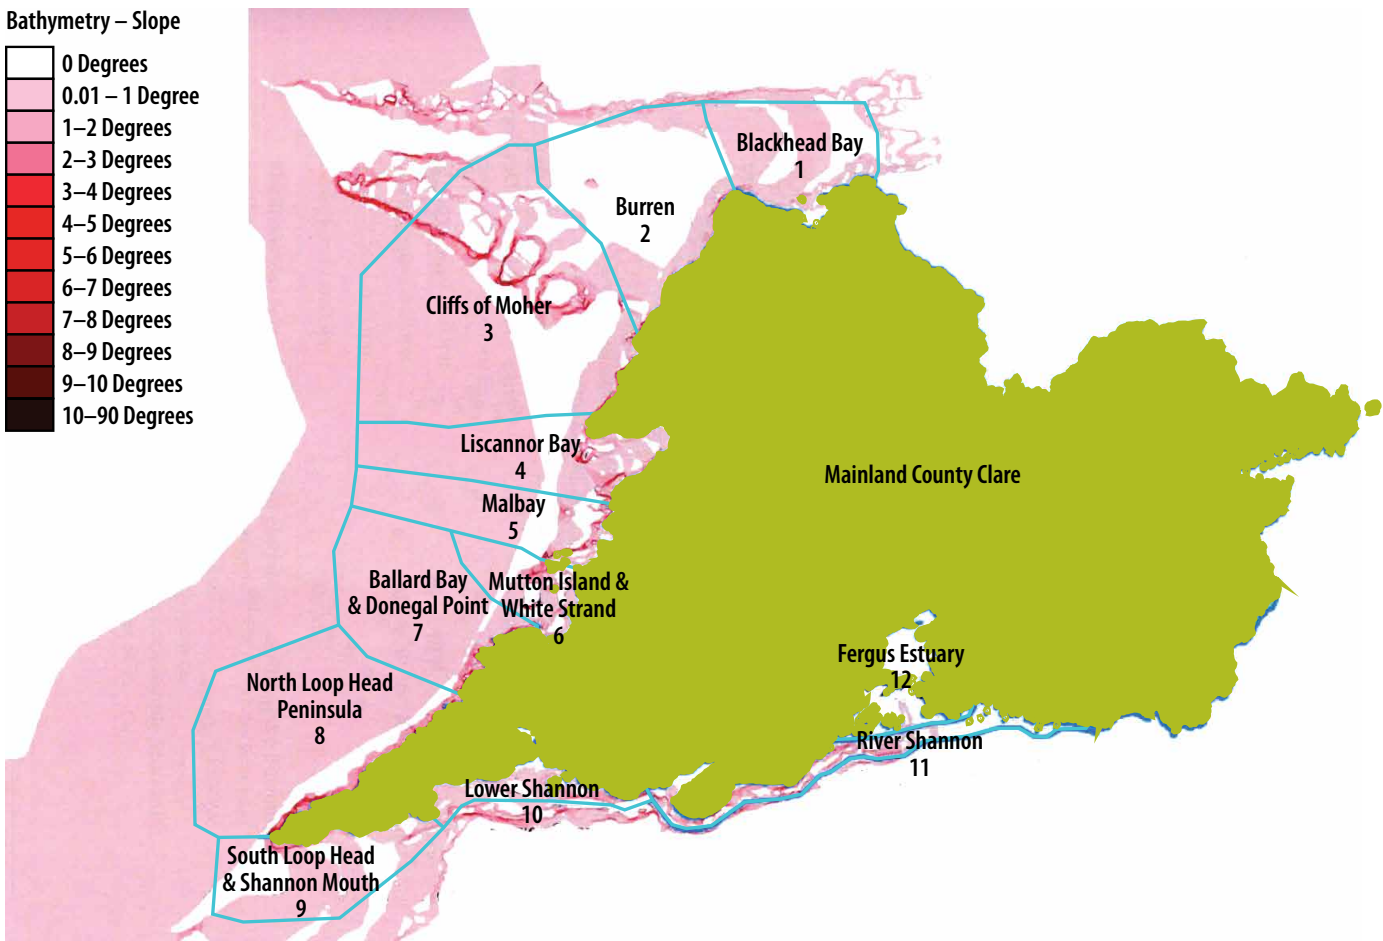 Bathymetry – Slope
0 Degrees
0.01 – 1 Degree
1–2 Degrees
2–3 Degrees
3–4 Degrees
4–5 Degrees
5–6 Degrees
6–7 Degrees
7–8 Degrees
8–9 Degrees
9–10 Degrees
10–90 Degrees
Blackhead Bay
1
Burren
2
Cliffs of Moher
3
Liscannor Bay
4
Malbay
5
Mutton Island &
White Strand
6
Ballard Bay
& Donegal Point
7
North Loop Head
Peninsula
8
South Loop Head
& Shannon Mouth
9
Lower Shannon
10
River Shannon
11
Fergus Estuary
12
Mainland County Clare